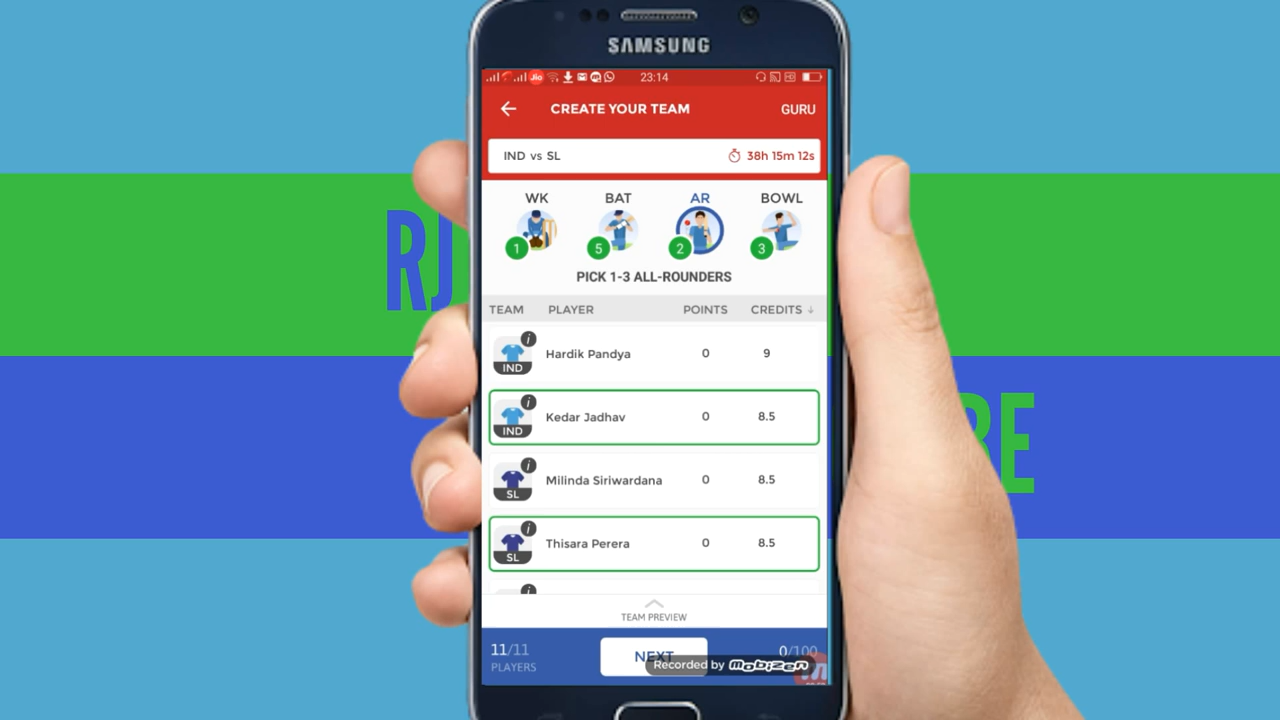 SAMSUNG
Jio 23:14 HD
CREATE YOUR TEAM GURU
IND vs SL 38h 15m 12s
WK BAT AR BOWL
1 5 2 3
PICK 1-3 ALL-ROUNDERS
TEAM PLAYER POINTS CREDITS
i
IND Hardik Pandya 0 9
i
IND Kedar Jadhav 0 8.5
i
SL Milinda Siriwardana 0 8.5
i
SL Thisara Perera 0 8.5
i
TEAM PREVIEW
11/11 NEXT 0/100
PLAYERS
Recorded by Mobizen
RJ
BE